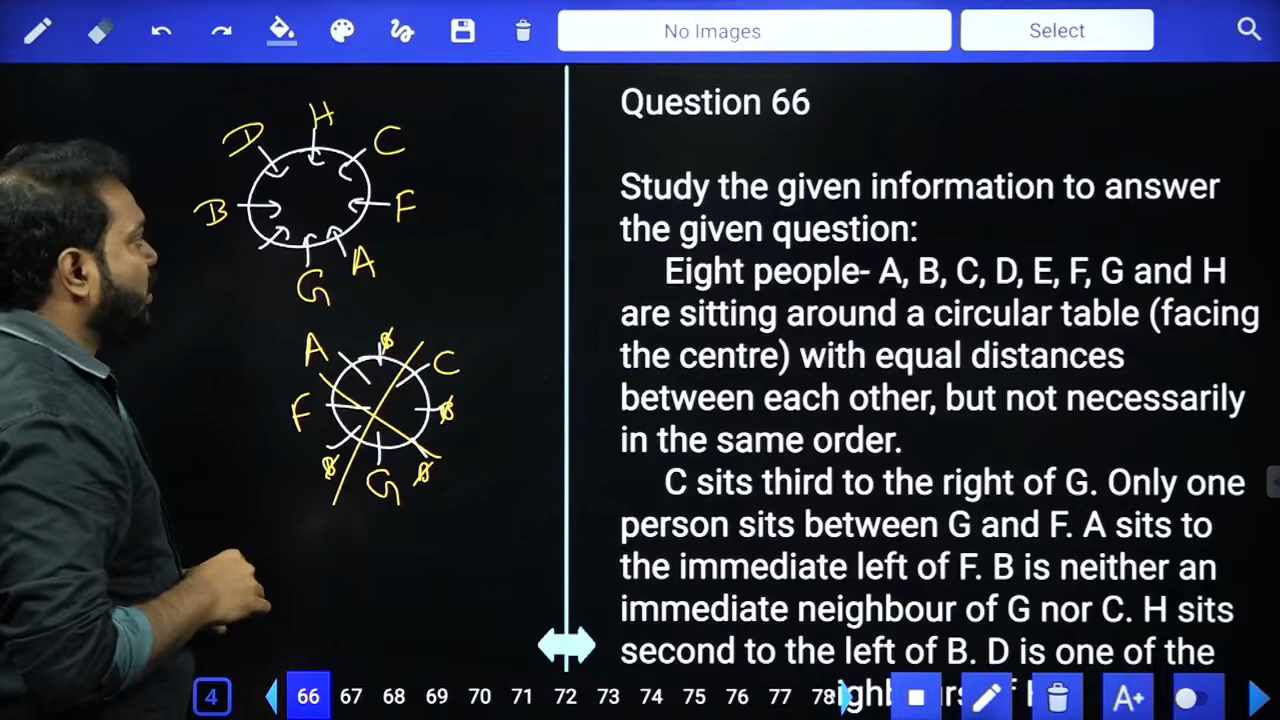 No Images
Select
H
D
C
B
F
G
A
A
B
C
F
B
B
G
B
Question 66
Study the given information to answer
the given question:
Eight people- A, B, C, D, E, F, G and H
are sitting around a circular table (facing
the centre) with equal distances
between each other, but not necessarily
in the same order.
C sits third to the right of G. Only one
person sits between G and F. A sits to
the immediate left of F. B is neither an
immediate neighbour of G nor C. H sits
second to the left of B. D is one of the
4
66 67 68 69 70 71 72 73 74 75 76 77 78
A+